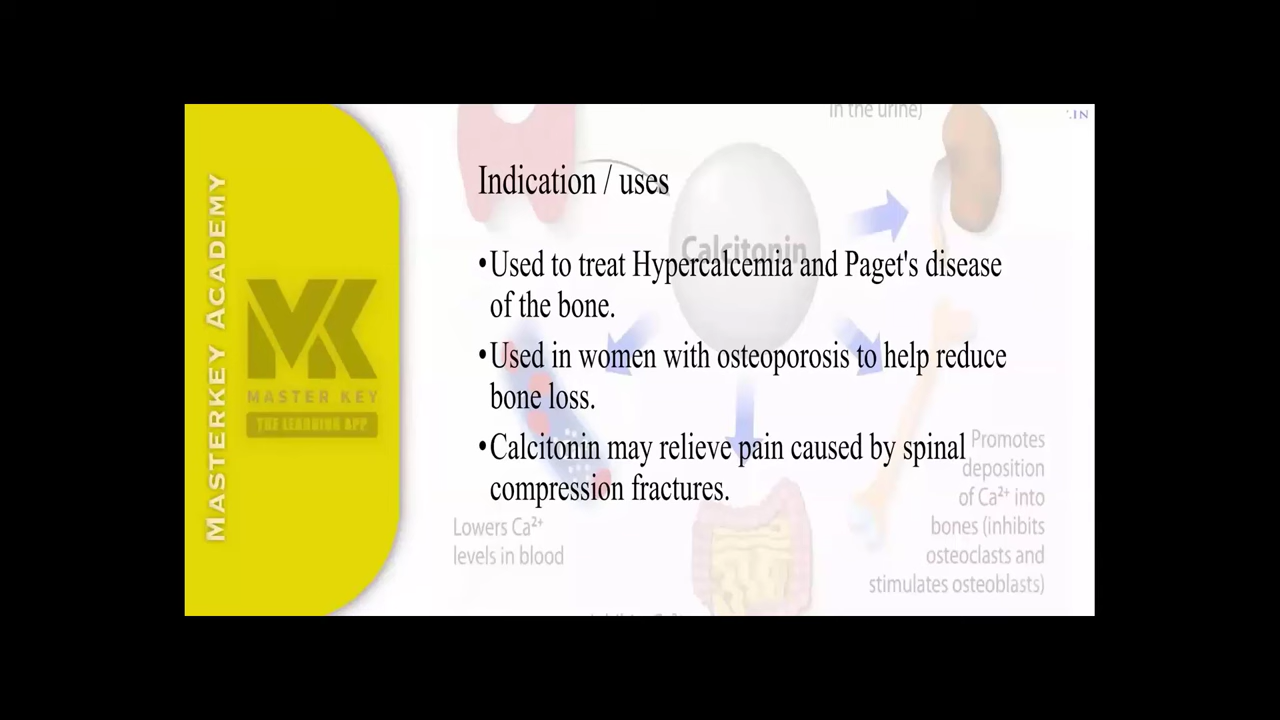 in the urine)
.IN
Indication / uses
Calcitonin
•Used to treat Hypercalcemia and Paget's disease
of the bone.
•Used in women with osteoporosis to help reduce
bone loss.
•Calcitonin may relieve pain caused by spinal
compression fractures.
Promotes
deposition
of Ca²⁺ into
bones (inhibits
osteoclasts and
stimulates osteoblasts)
Lowers Ca²⁺
levels in blood
MASTERKEY ACADEMY
MK
MASTER KEY
THE LEARNING APP